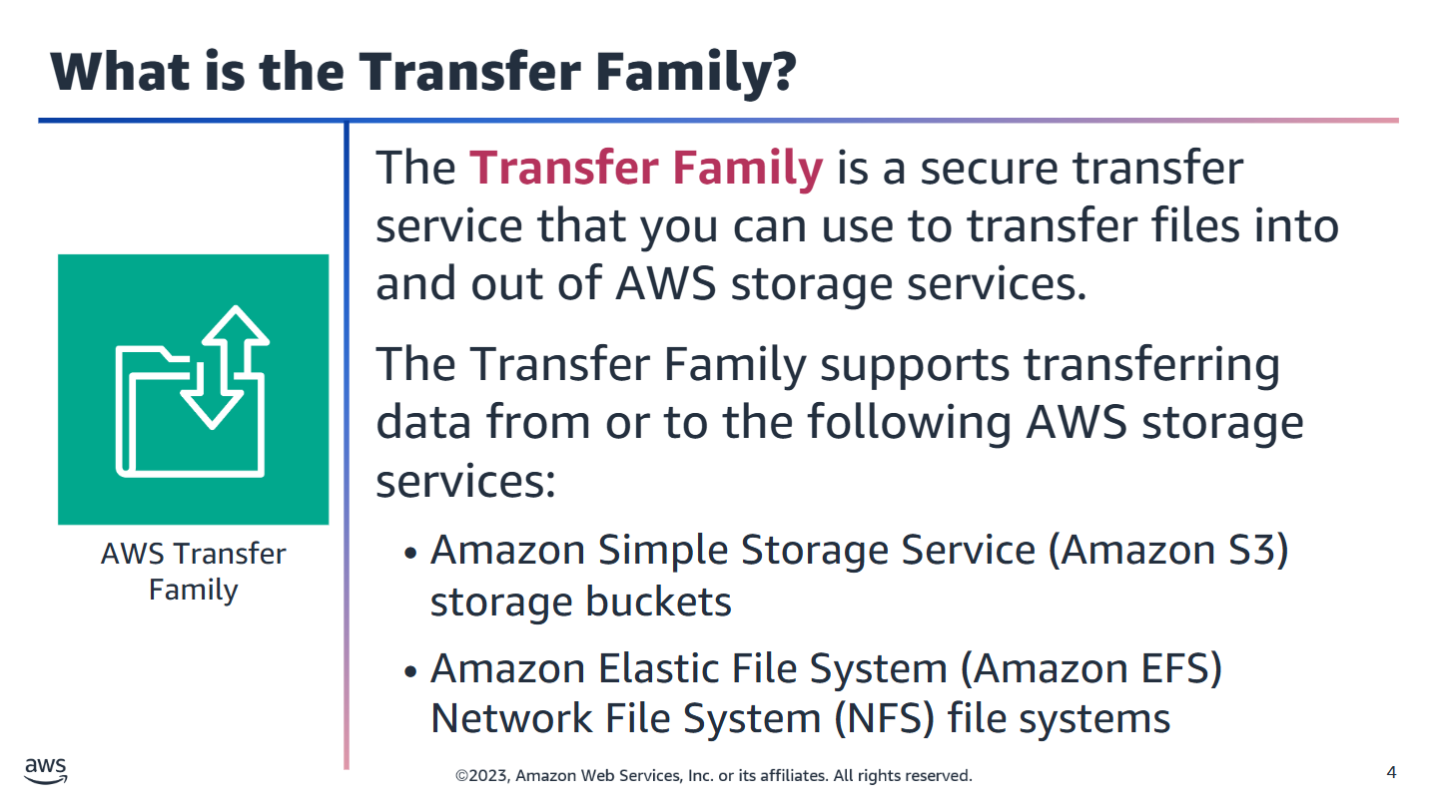 What is the Transfer Family?
The Transfer Family is a secure transfer
service that you can use to transfer files into
and out of AWS storage services.
The Transfer Family supports transferring
data from or to the following AWS storage
services:
• Amazon Simple Storage Service (Amazon S3)
storage buckets
• Amazon Elastic File System (Amazon EFS)
Network File System (NFS) file systems
AWS Transfer
Family
aws
©2023, Amazon Web Services, Inc. or its affiliates. All rights reserved.
4